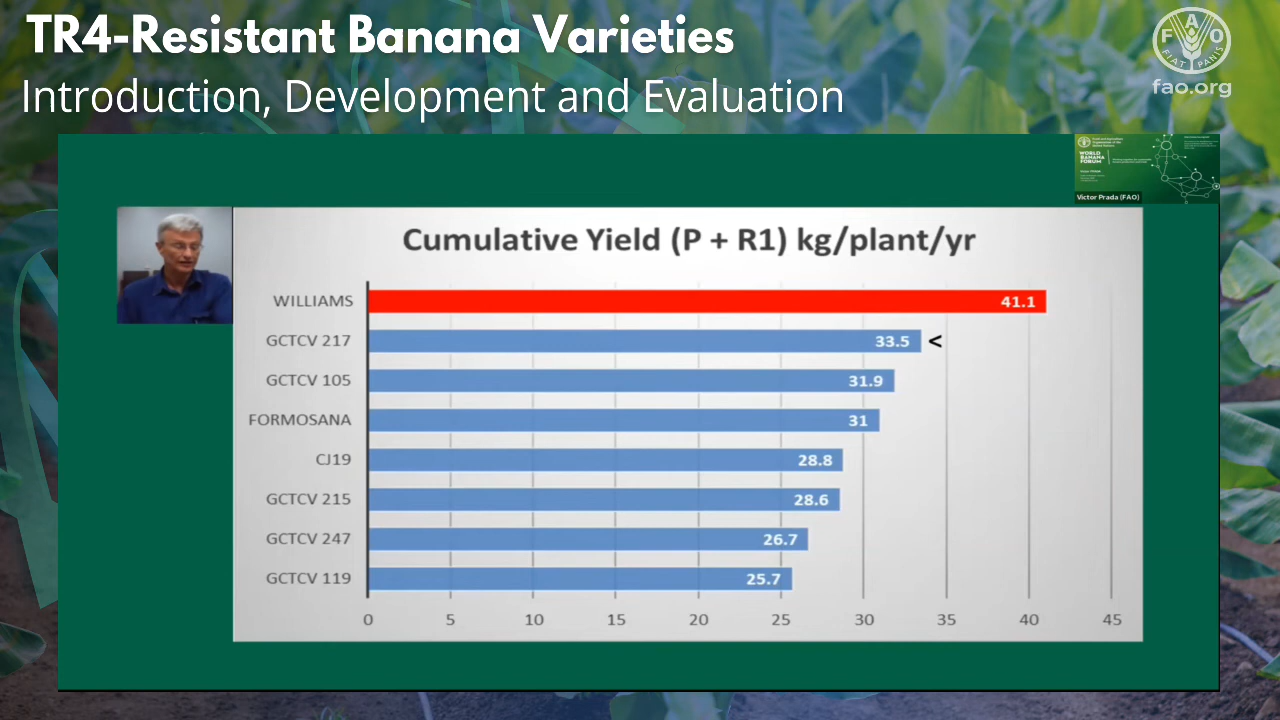 TR4-Resistant Banana Varieties
Introduction, Development and Evaluation
F A O
FIAT PANIS
fao.org
WORLD
BANANA
FORUM
Victor Prada (FAO)
Cumulative Yield (P + R1) kg/plant/yr
WILLIAMS 41.1
GCTCV 217 33.5 <
GCTCV 105 31.9
FORMOSANA 31
CJ19 28.8
GCTCV 215 28.6
GCTCV 247 26.7
GCTCV 119 25.7
0 5 10 15 20 25 30 35 40 45